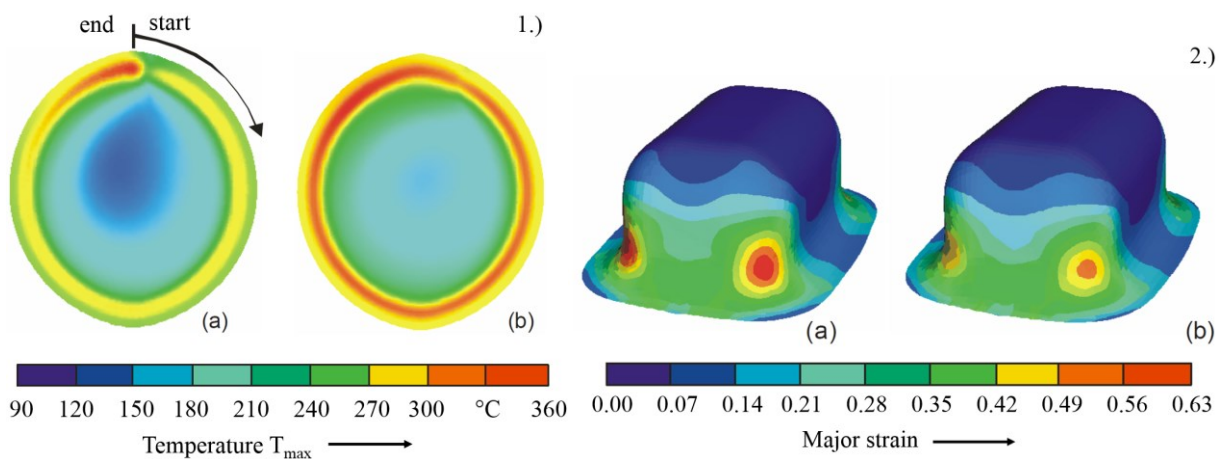 end start 1.)
2.)
(a) (b)
(a) (b)
90 120 150 180 210 240 270 300 °C 360
Temperature Tmax
0.00 0.07 0.14 0.21 0.28 0.35 0.42 0.49 0.56 0.63
Major strain